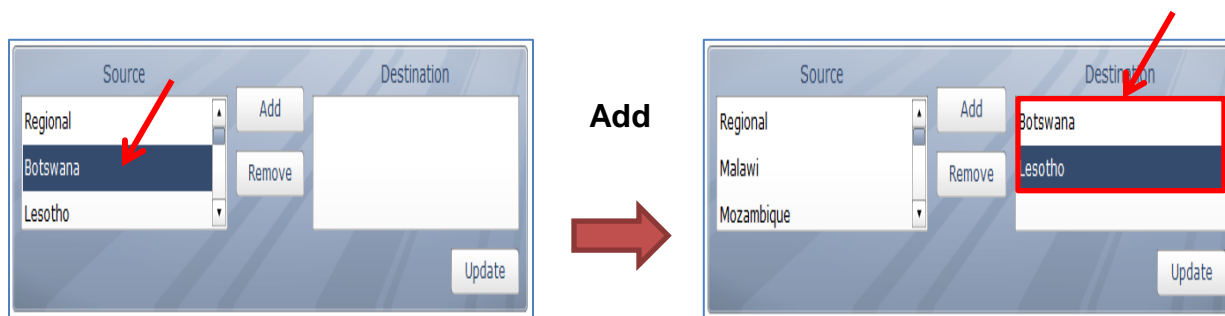 Source
Destination
Regional
Botswana
Lesotho
Add
Remove
Update
Add
Source
Destination
Regional
Malawi
Mozambique
Add
Remove
Botswana
Lesotho
Update